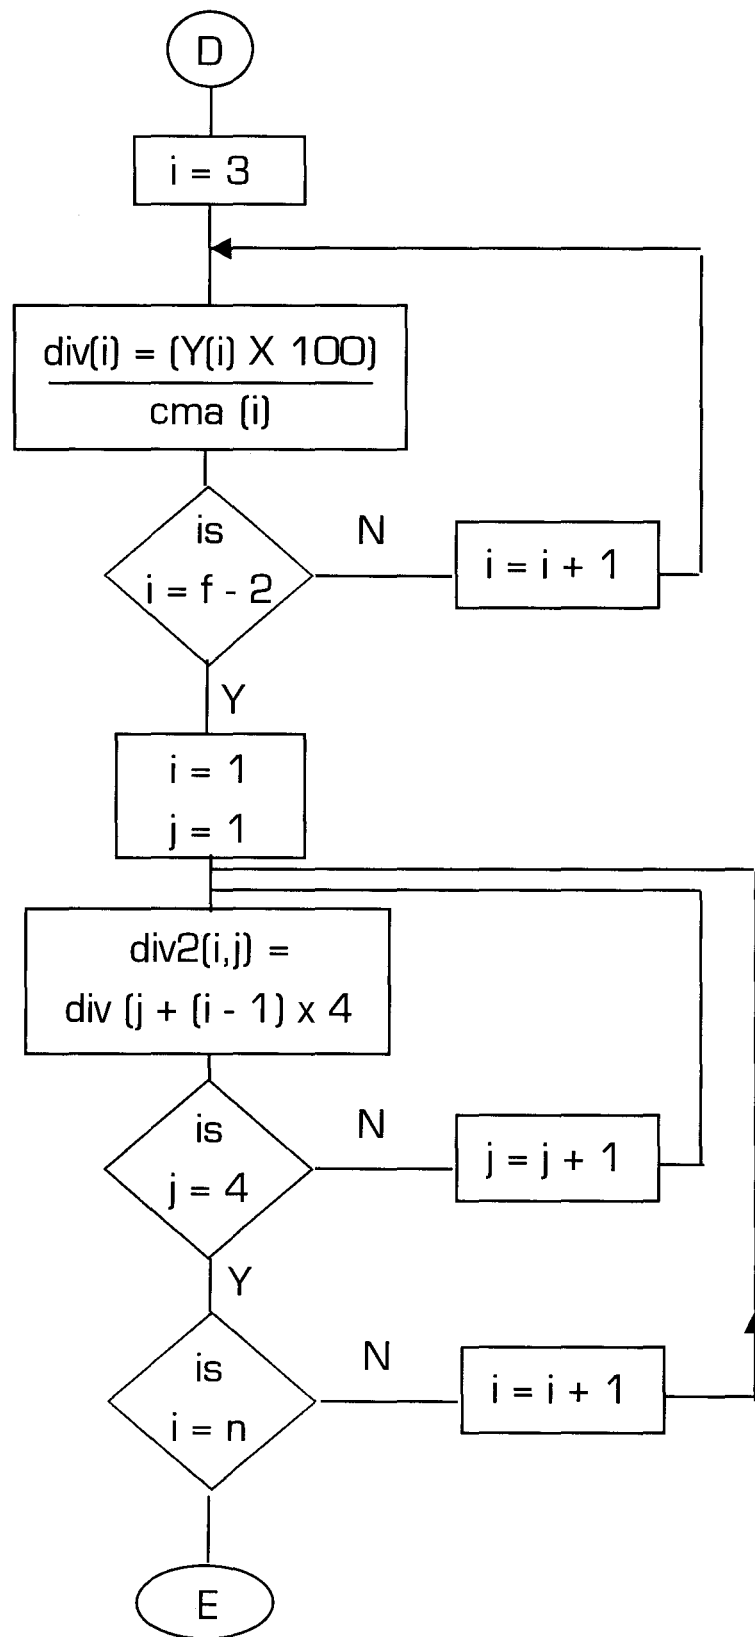 D
i = 3
div(i) = (Y(i) X 100)
cma (i)
is
i = f - 2
N
i = i + 1
Y
i = 1
j = 1
div2(i,j) =
div (j + (i - 1) x 4
is
j = 4
N
j = j + 1
Y
is
i = n
N
i = i + 1
E